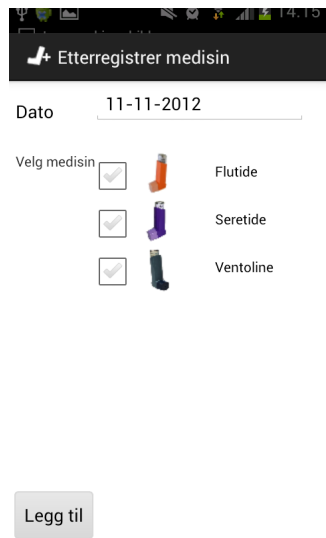 14.15
Etterregistrer medisin
Dato
11-11-2012
Velg medisin
Flutide
Seretide
Ventoline
Legg til